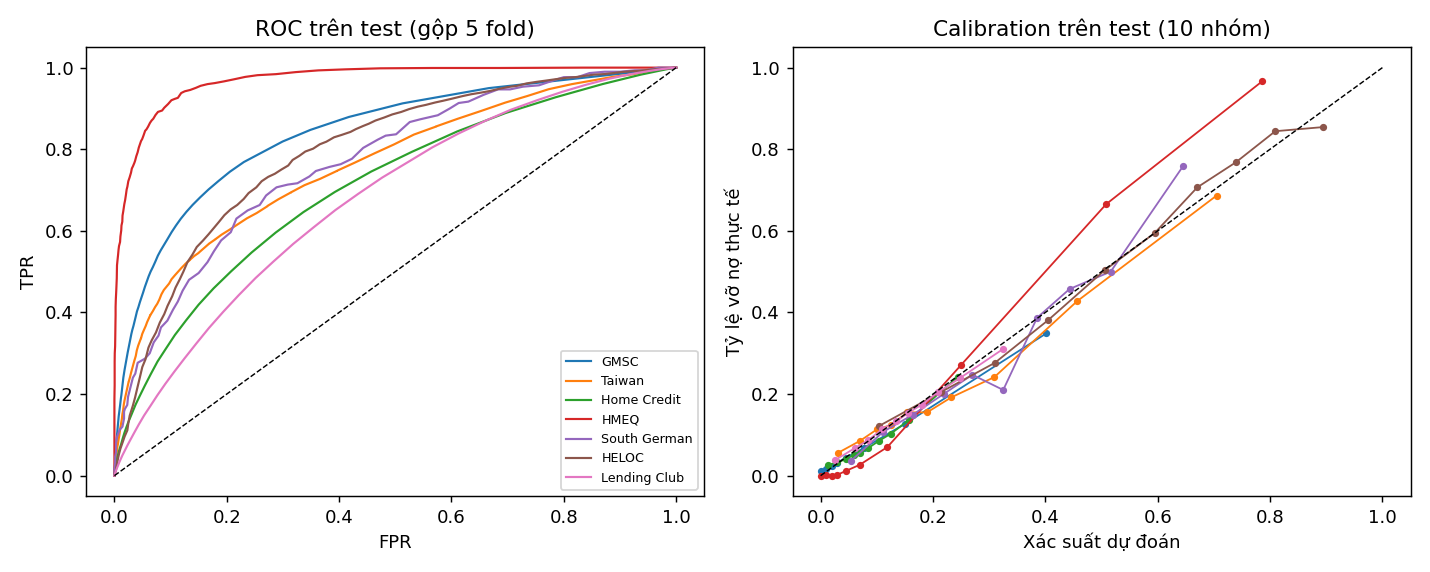 ROC trên test (gộp 5 fold)
TPR
1.0
0.8
0.6
0.4
0.2
0.0
0.0 0.2 0.4 0.6 0.8 1.0
FPR
GMSC
Taiwan
Home Credit
HMEQ
South German
HELOC
Lending Club
Calibration trên test (10 nhóm)
Tỷ lệ vỡ nợ thực tế
1.0
0.8
0.6
0.4
0.2
0.0
0.0 0.2 0.4 0.6 0.8 1.0
Xác suất dự đoán